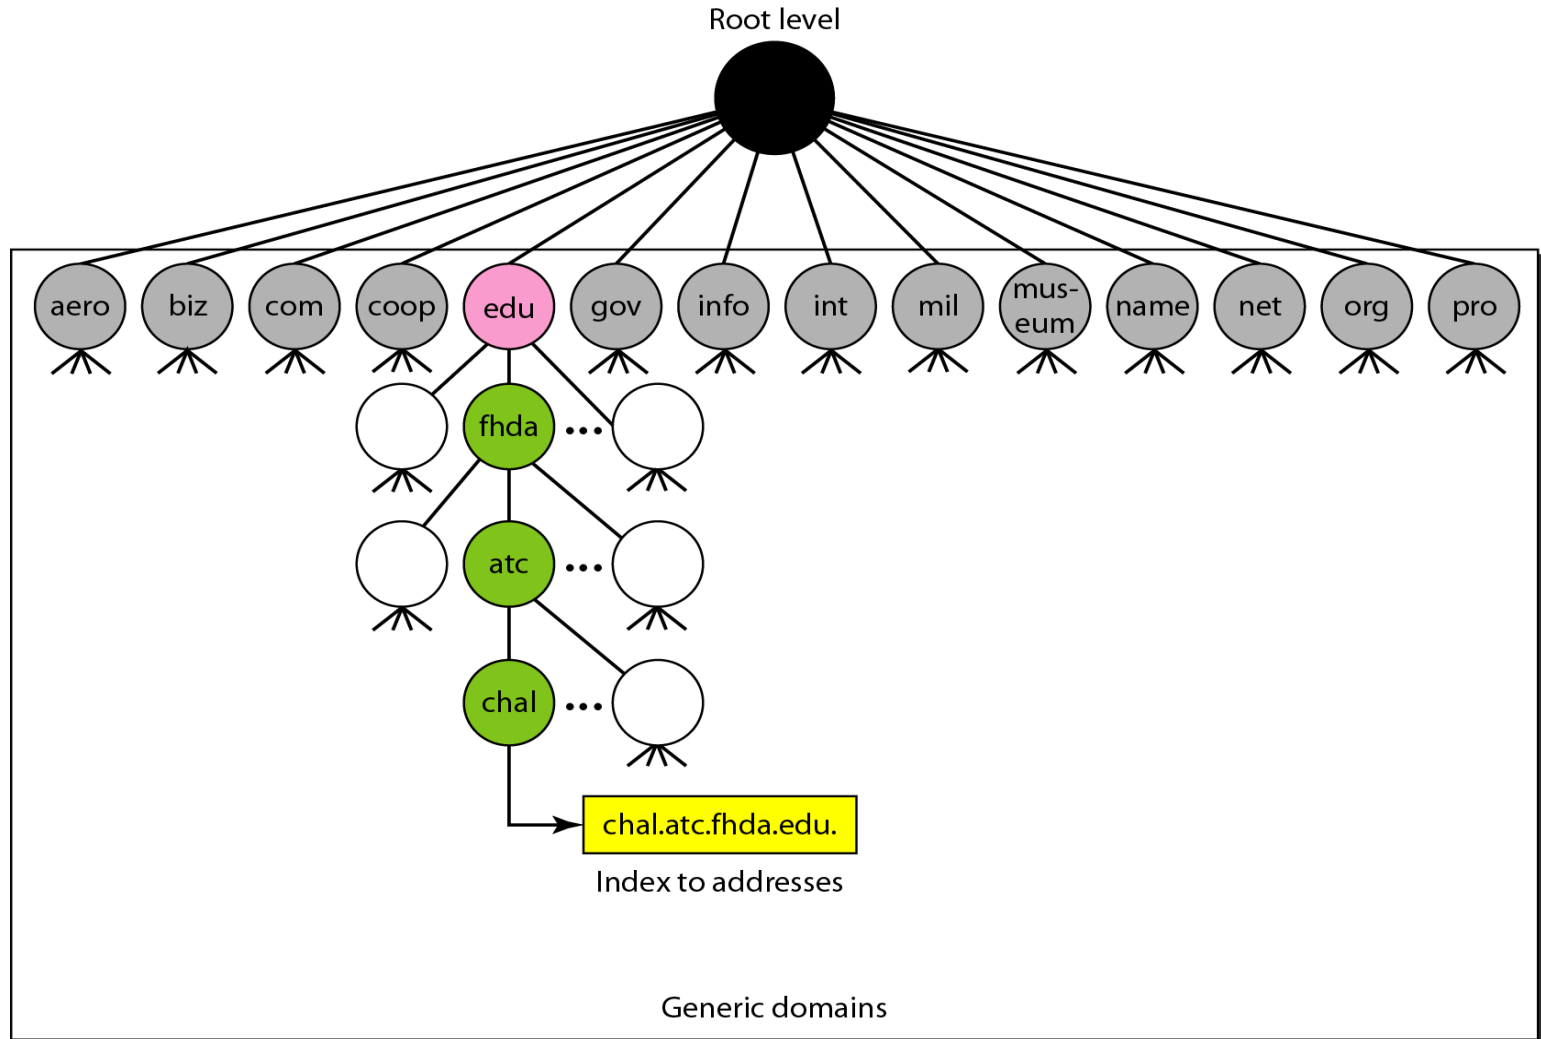 Root level
aero biz com coop edu gov info int mil mus-
eum name net org pro
fhda ...
atc ...
chal ...
chal.atc.fhda.edu.
Index to addresses
Generic domains